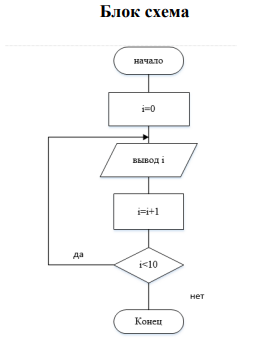 Блок схема
начало
i=0
вывод i
i=i+1
i<10
да
нет
Конец